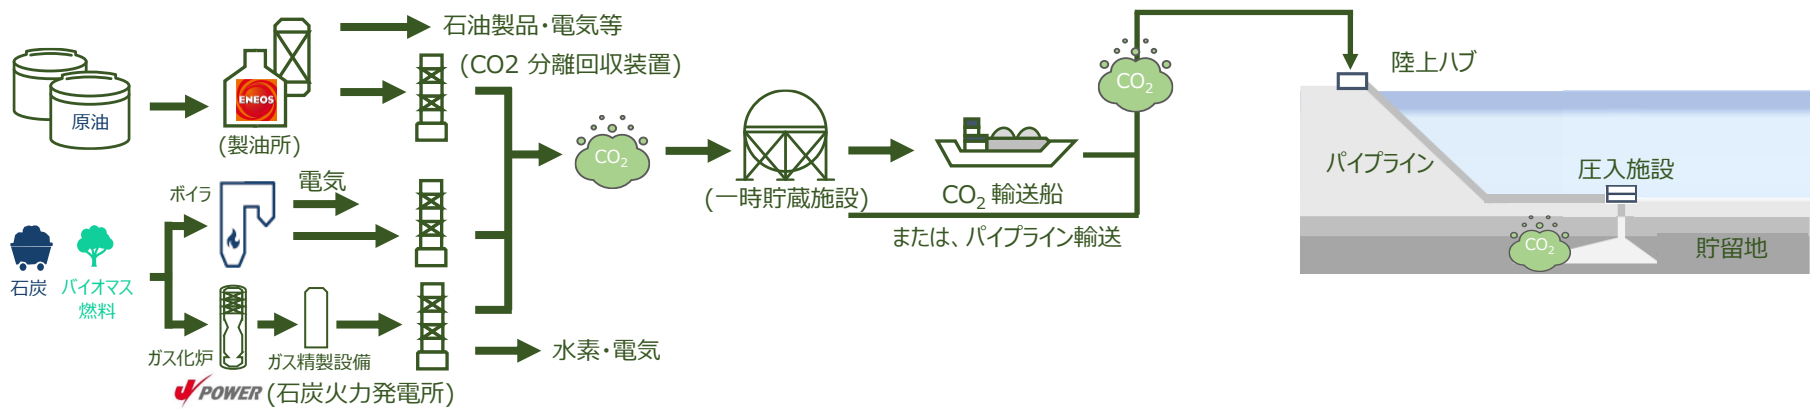 石油製品・電気等
(CO2 分離回収装置)
原油
ENEOS
(製油所)
ボイラ
電気
石炭
バイオマス
燃料
ガス化炉
ガス精製設備
J POWER
(石炭火力発電所)
水素・電気
CO2
(一時貯蔵施設)
CO2 輸送船
または、パイプライン輸送
CO2
陸上ハブ
パイプライン
圧入施設
CO2
貯留地